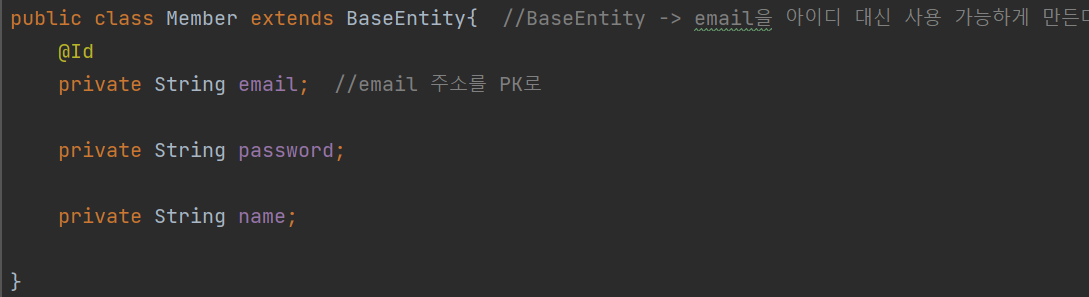 public class Member extends BaseEntity{  //BaseEntity -> email을 아이디 대신 사용 가능하게 만든다
    @Id
    private String email;  //email 주소를 PK로
    private String password;
    private String name;
}